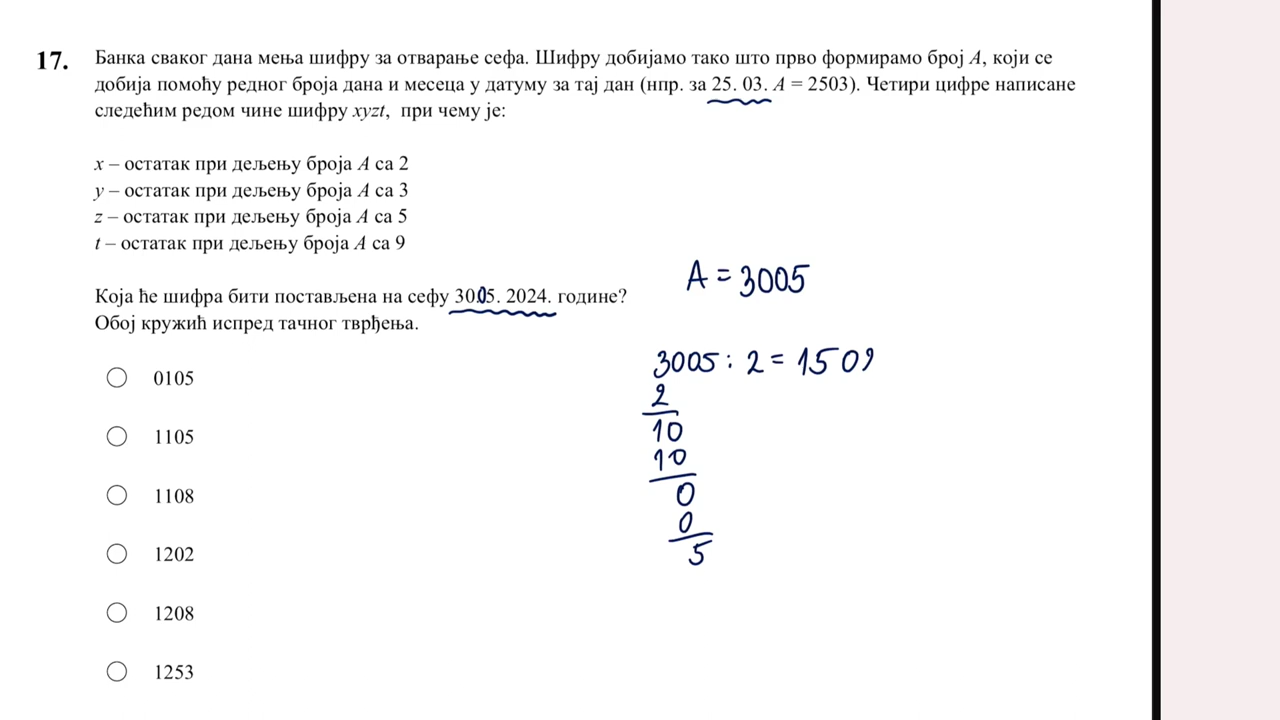 17. Банка сваког дана мења шифру за отварање сефа. Шифру добијамо тако што прво формирамо број A, који се
добија помоћу редног броја дана и месеца у датуму за тај дан (нпр. за 25. 03. A = 2503). Четири цифре написане
следећим редом чине шифру xyzt, при чему је:
x – остатак при дељењу броја A са 2
y – остатак при дељењу броја A са 3
z – остатак при дељењу броја A са 5
t – остатак при дељењу броја A са 9
Која ће шифра бити постављена на сефу 30.05. 2024. године?
Обој кружић испред тачног тврђења.
0105
1105
1108
1202
1208
1253
A = 3005
3005 : 2 = 150
2
10
10
0
0
5